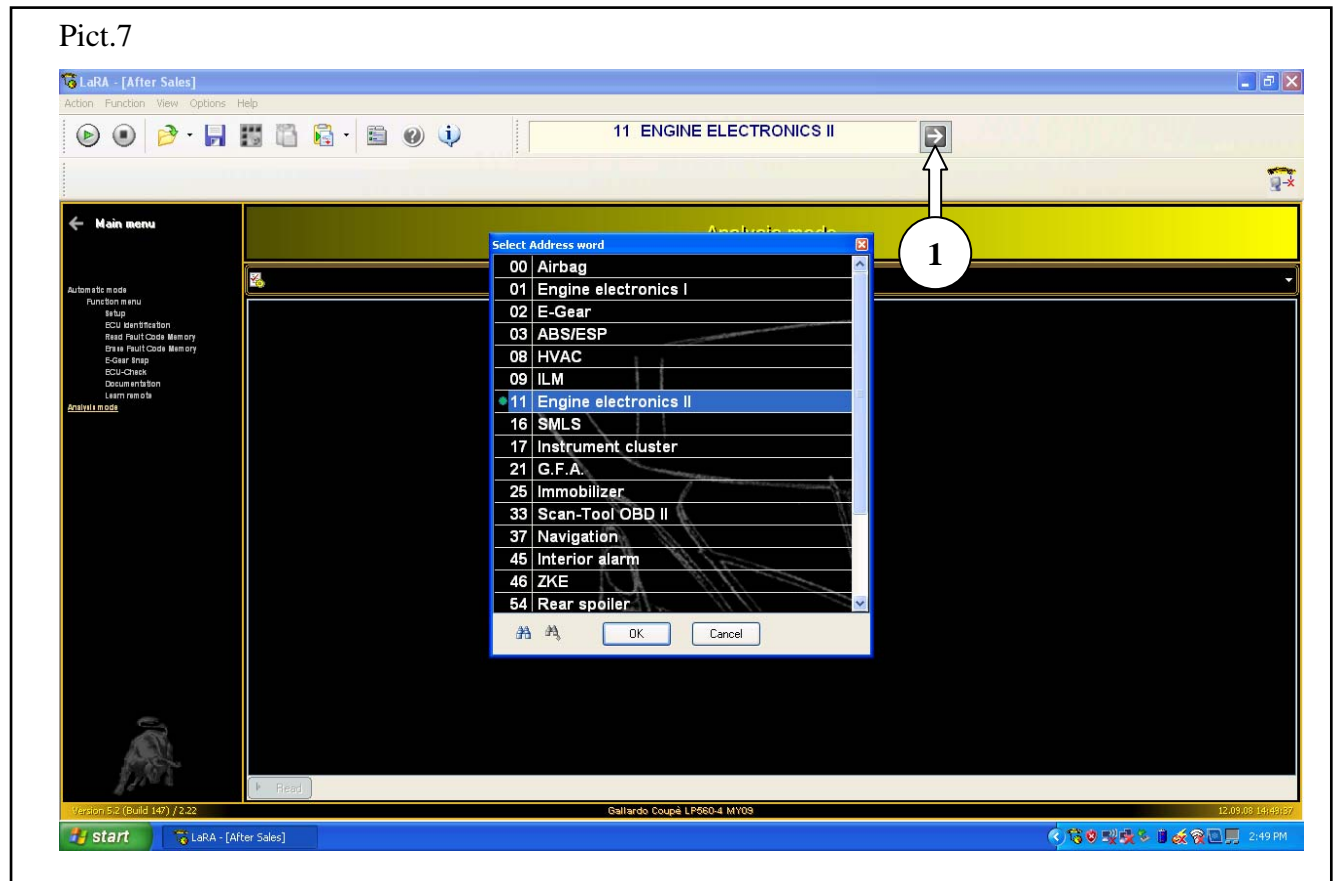 Pict.7
LaRA - [After Sales]
Action Function View Options Help
11 ENGINE ELECTRONICS II
Main menu
Analysis mode
1
Select Address word
00 Airbag
01 Engine electronics I
02 E-Gear
03 ABS/ESP
08 HVAC
09 ILM
11 Engine electronics II
16 SMLS
17 Instrument cluster
21 G.F.A.
25 Immobilizer
33 Scan-Tool OBD II
37 Navigation
45 Interior alarm
46 ZKE
54 Rear spoiler
OK Cancel
Automatic mode
Function menu
Setup
ECU Identification
Read Fault Code Memory
Erase Fault Code Memory
E-Gear Snap
ECU-Check
Documentation
Learn remote
Analysis mode
Read
Version 5.2 (Build 147) / 2.22
Gallardo Coupè LP560-4 MY09
12.09.08 14:49:37
start
LaRA - [After Sales]
2:49 PM